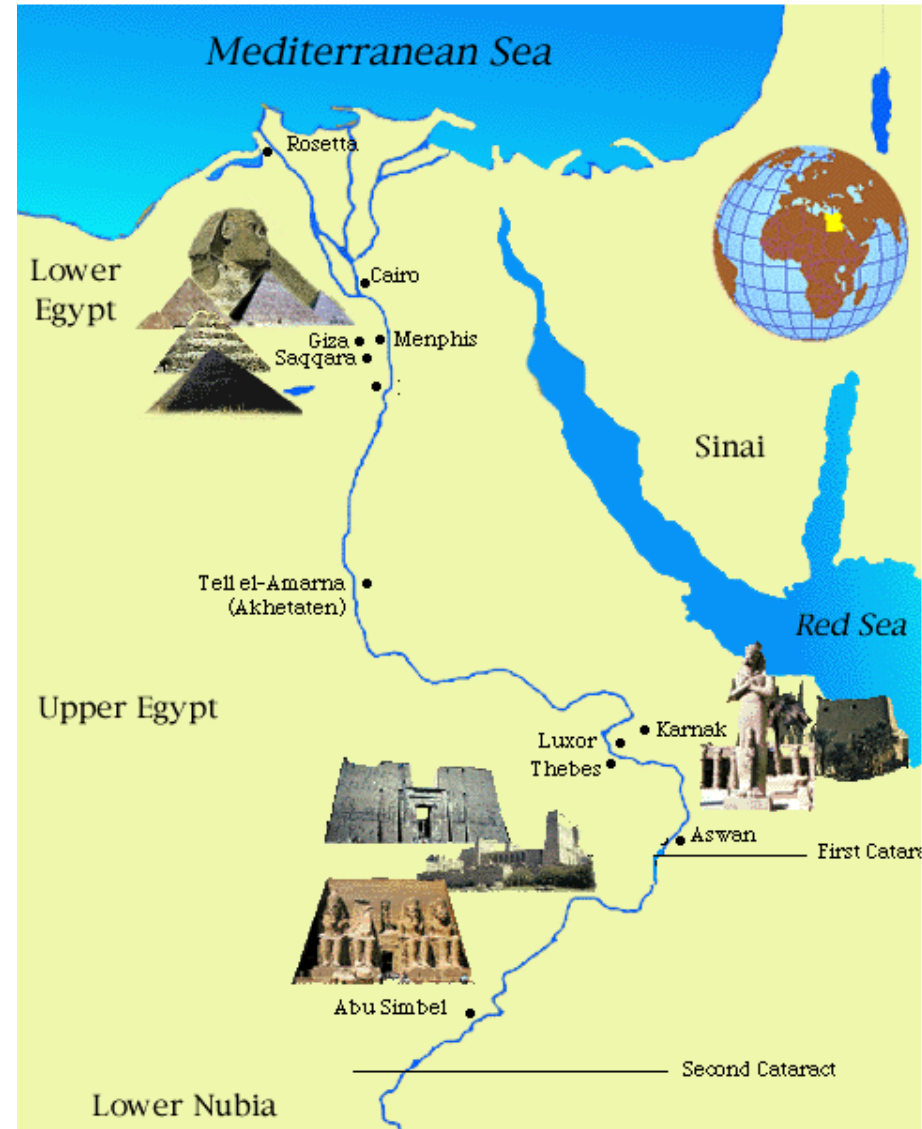 Mediterranean Sea
Rosetta
Lower
Egypt
Cairo
Giza
Menphis
Saqqara
Sinai
Tell el-Amarna
(Akhetaten)
Red Sea
Upper Egypt
Karnak
Luxor
Thebes
Aswan
First Catara
Abu Simbel
Second Cataract
Lower Nubia